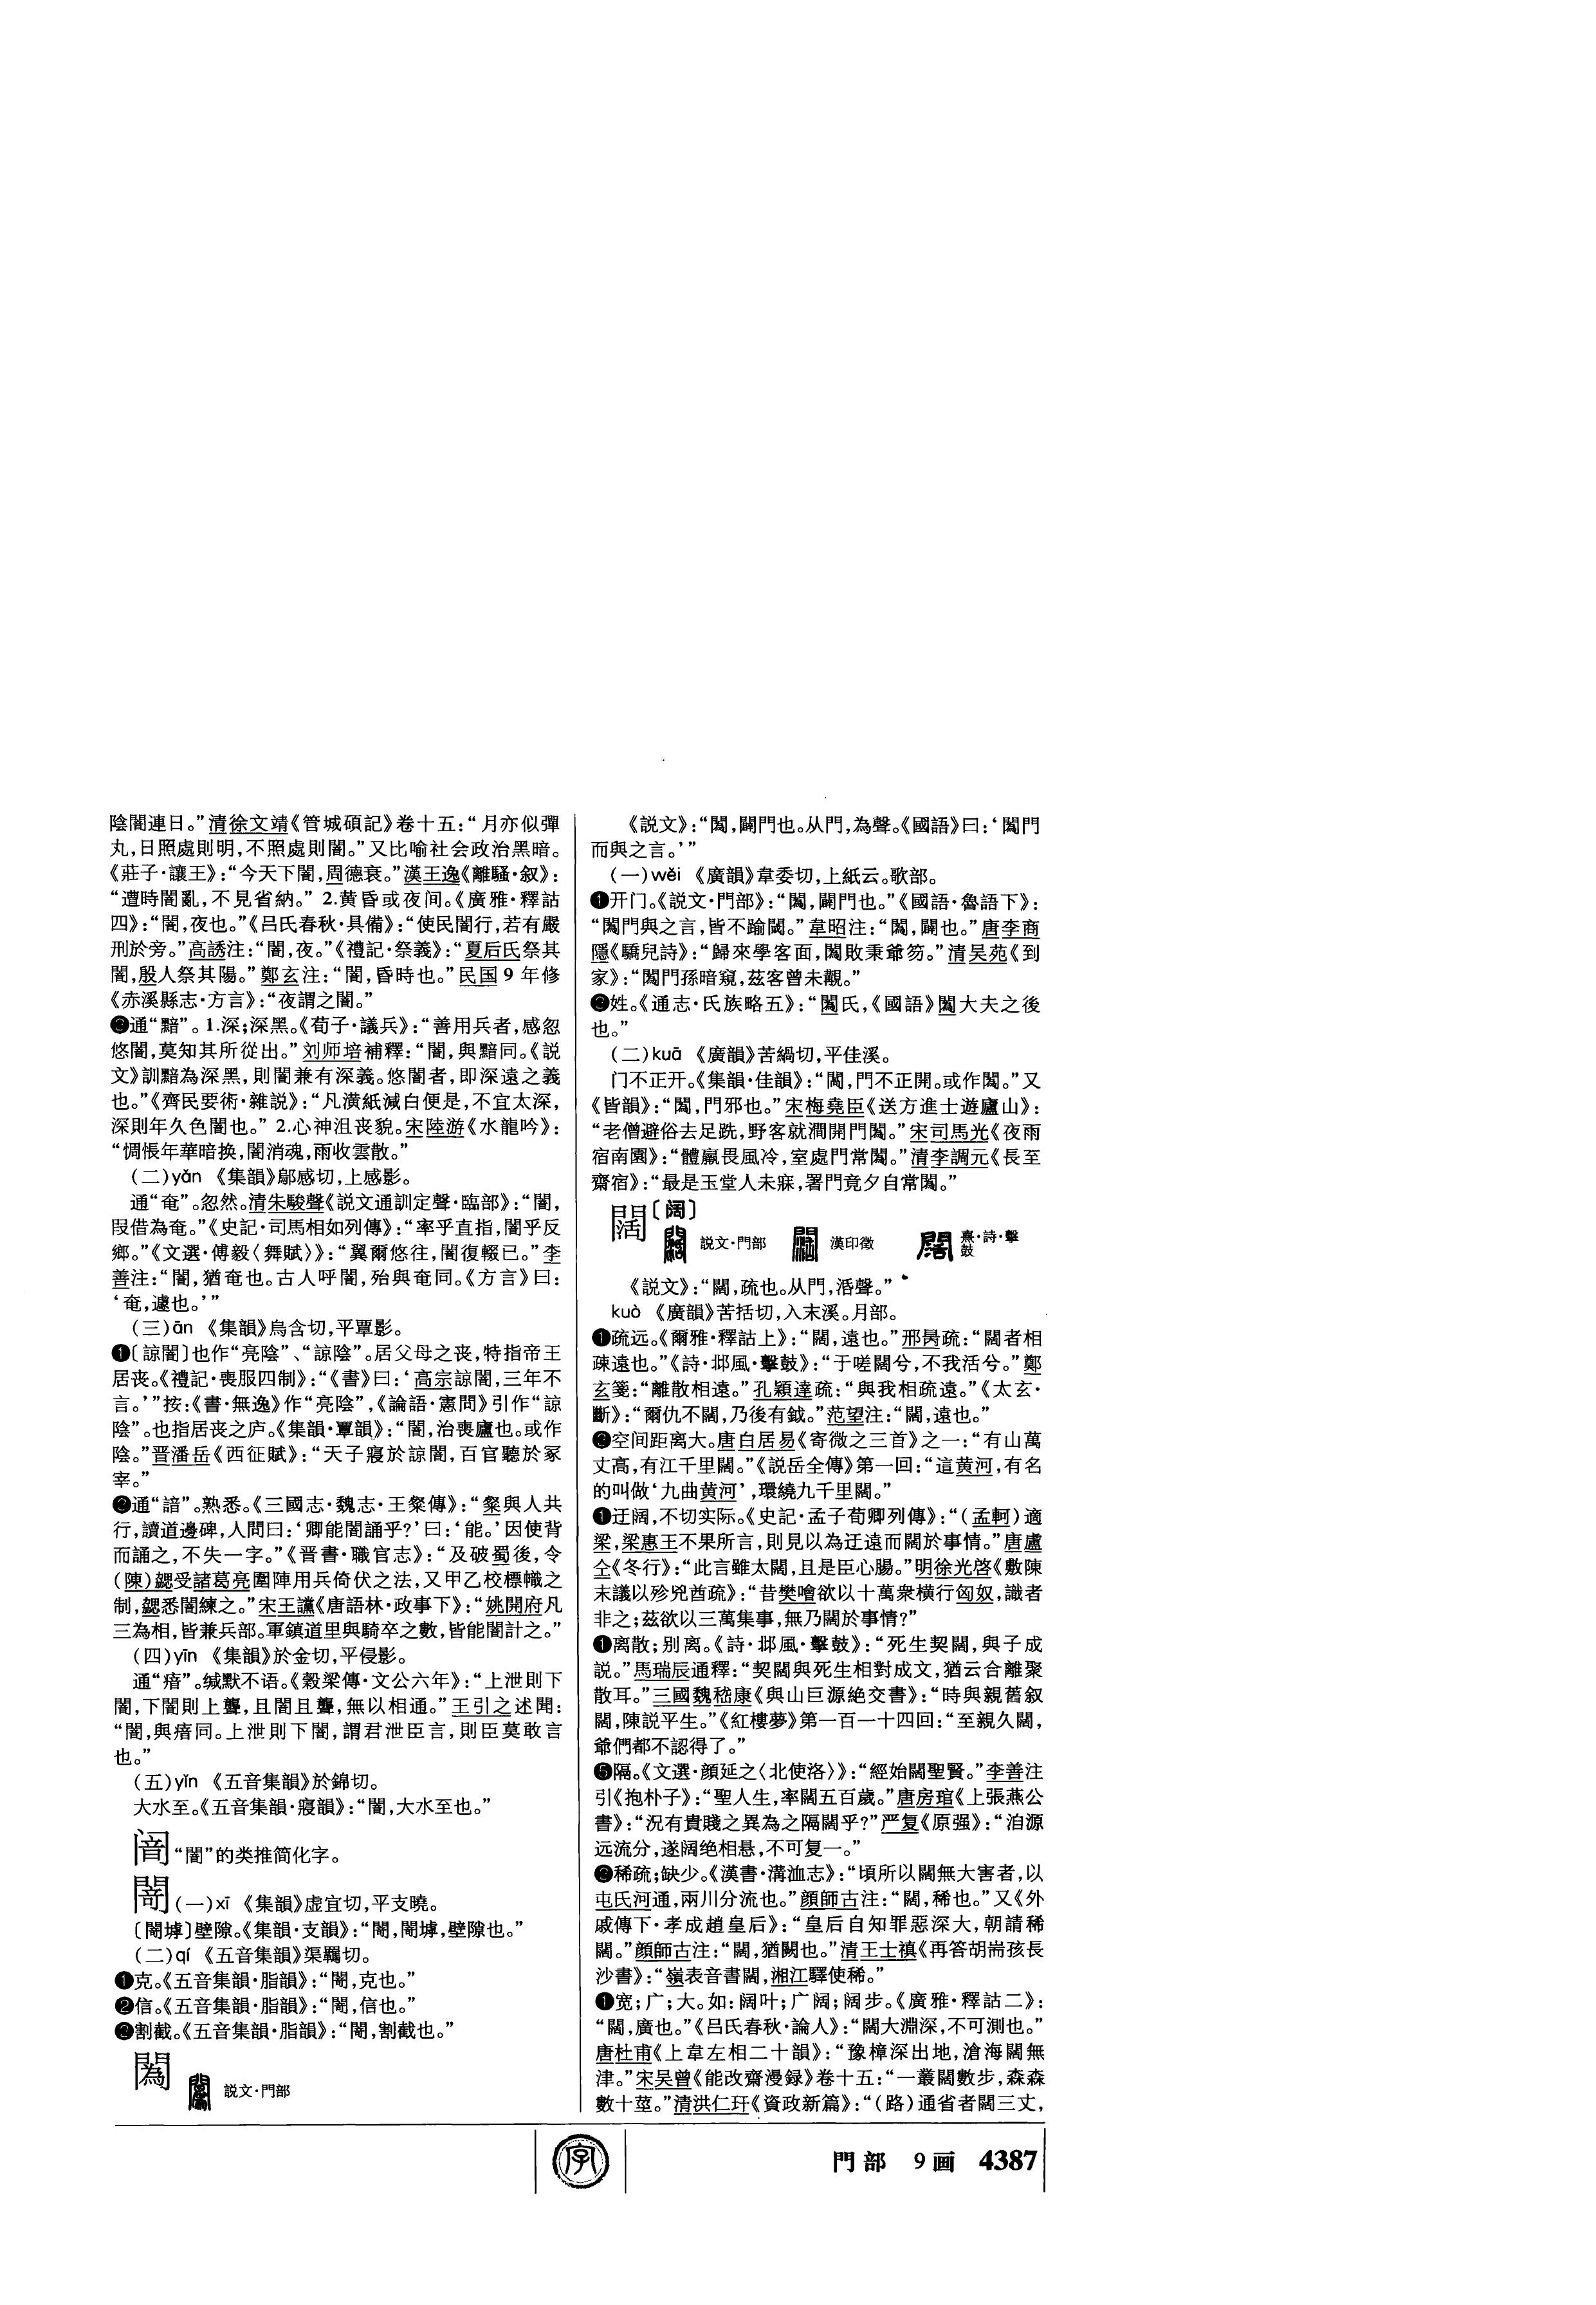 陰闇連日。”清徐文靖《管城碩記》卷十五：“月亦似彈
丸，日照處則明，不照處則闇。”又比喻社会政治黑暗。
《莊子·讓王》：“今天下闇，周德衰。”漢王逸《離騷·叙》：
“遭時闇亂，不見省納。” 2.黄昏或夜间。《廣雅·釋詁
四》：“闇，夜也。”《吕氏春秋·具備》：“使民闇行，若有嚴
刑於旁。”高誘注：“闇，夜。”《禮記·祭義》：“夏后氏祭其
闇，殷人祭其陽。”鄭玄注：“闇，昏時也。”民国 9 年修
《赤溪縣志·方言》：“夜謂之闇。”
❷通“黯”。1.深；深黑。《荀子·議兵》：“善用兵者，感忽
悠闇，莫知其所從出。”刘师培補釋：“闇，與黯同。《説
文》訓黯為深黑，則闇兼有深義。悠闇者，即深遠之義
也。”《齊民要術·雜説》：“凡潢紙減白便是，不宜太深，
深則年久色闇也。” 2.心神沮丧貌。宋陸游《水龍吟》：
“惆悵年華暗换，闇消魂，雨收雲散。”
（二）yǎn 《集韻》鄔感切，上感影。
通“奄”。忽然。清朱駿聲《説文通訓定聲·臨部》：“闇，
叚借為奄。”《史記·司馬相如列傳》：“率乎直指，闇乎反
鄉。”《文選·傅毅〈舞賦〉》：“翼爾悠往，闇復輟已。”李
善注：“闇，猶奄也。古人呼闇，殆與奄同。《方言》曰：
‘奄，遽也。’”
（三）ān 《集韻》烏含切，平覃影。
❶〔諒闇〕也作“亮陰”、“諒陰”。居父母之丧，特指帝王
居丧。《禮記·喪服四制》：“《書》曰：‘高宗諒闇，三年不
言。’”按：《書·無逸》作“亮陰”，《論語·憲問》引作“諒
陰”。也指居丧之庐。《集韻·覃韻》：“闇，治喪廬也。或作
陰。”晋潘岳《西征賦》：“天子寢於諒闇，百官聽於冢
宰。”
❷通“諳”。熟悉。《三國志·魏志·王粲傳》：“粲與人共
行，讀道邊碑，人問曰：‘卿能闇誦乎？’曰：‘能。’因使背
而誦之，不失一字。”《晋書·職官志》：“及破蜀後，令
（陳）勰受諸葛亮圍陣用兵倚伏之法，又甲乙校標幟之
制，勰悉闇練之。”宋王讜《唐語林·政事下》：“姚開府凡
三為相，皆兼兵部。軍鎮道里與騎卒之數，皆能闇計之。”
（四）yīn 《集韻》於金切，平侵影。
通“瘖”。缄默不语。《穀梁傳·文公六年》：“上泄則下
闇，下闇則上聾，且闇且聾，無以相通。”王引之述聞：
“闇，與瘖同。上泄則下闇，謂君泄臣言，則臣莫敢言
也。”
（五）yǐn 《五音集韻》於錦切。
大水至。《五音集韻·寑韻》：“闇，大水至也。”
𬮴 “闇”的类推简化字。
䦧 （一）xī 《集韻》虚宜切，平支曉。
〔䦧墟〕壁隙。《集韻·支韻》：“䦧，䦧墟，壁隙也。”
（二）qí 《五音集韻》渠羈切。
❶克。《五音集韻·脂韻》：“䦧，克也。”
❷信。《五音集韻·脂韻》：“䦧，信也。”
❷割截。《五音集韻·脂韻》：“䦧，割截也。”
䦱 説文·門部
《説文》：“䦱，闢門也。从門，為聲。《國語》曰：‘䦱門
而與之言。’”
（一）wěi 《廣韻》韋委切，上紙云。歌部。
❶开门。《説文·門部》：“䦱，闢門也。”《國語·魯語下》：
“䦱門與之言，皆不踰閾。”韋昭注：“䦱，闢也。”唐李商
隱《驕兒詩》：“歸來學客面，䦱敗秉爺笏。”清吴苑《到
家》：“䦱門孫暗窺，兹客曾未覩。”
❷姓。《通志·氏族略五》：“䦱氏，《國語》䦱大夫之後
也。”
（二）kuā 《廣韻》苦緺切，平佳溪。
门不正开。《集韻·佳韻》：“䦱，門不正開。或作䦱。”又
《皆韻》：“䦱，門邪也。”宋梅堯臣《送方進士遊廬山》：
“老僧避俗去足跣，野客就澗開門䦱。”宋司馬光《夜雨
宿南園》：“體羸畏風冷，室處門常䦱。”清李調元《長至
齋宿》：“最是玉堂人未寐，署門竟夕自常䦱。”
闊〔阔〕
説文·門部 漢印徵 熹·詩·擊鼓
《説文》：“闊，疏也。从門，𣴠聲。”
kuò 《廣韻》苦括切，入末溪。月部。
❶疏远。《爾雅·釋詁上》：“闊，遠也。”邢昺疏：“闊者相
疎遠也。”《詩·邶風·擊鼓》：“于嗟闊兮，不我活兮。”鄭
玄箋：“離散相遠。”孔穎達疏：“與我相疏遠。”《太玄·
斷》：“爾仇不闊，乃後有鉞。”范望注：“闊，遠也。”
❷空间距离大。唐白居易《寄微之三首》之一：“有山萬
丈高，有江千里闊。”《説岳全傳》第一回：“這黄河，有名
的叫做‘九曲黄河’，環繞九千里闊。”
❶迂阔，不切实际。《史記·孟子荀卿列傳》：“（孟軻）適
梁，梁惠王不果所言，則見以為迂遠而闊於事情。”唐盧
仝《冬行》：“此言雖太闊，且是臣心腸。”明徐光啓《敷陳
末議以殄兇酋疏》：“昔樊噲欲以十萬衆横行匈奴，識者
非之；兹欲以三萬集事，無乃闊於事情？”
❶离散；别离。《詩·邶風·擊鼓》：“死生契闊，與子成
説。”馬瑞辰通釋：“契闊與死生相對成文，猶云合離聚
散耳。”三國魏嵇康《與山巨源絶交書》：“時與親舊叙
闊，陳説平生。”《紅樓夢》第一百一十四回：“至親久闊，
爺們都不認得了。”
❺隔。《文選·顔延之〈北使洛〉》：“經始闊聖賢。”李善注
引《抱朴子》：“聖人生，率闊五百歲。”唐房琯《上張燕公
書》：“況有貴賤之異為之隔闊乎？”严复《原强》：“洎源
远流分，遂阔绝相悬，不可复一。”
❷稀疏；缺少。《漢書·溝洫志》：“頃所以闊無大害者，以
屯氏河通，兩川分流也。”顔師古注：“闊，稀也。”又《外
戚傳下·孝成趙皇后》：“皇后自知罪惡深大，朝請稀
闊。”顔師古注：“闊，猶闕也。”清王士禛《再答胡耑孩長
沙書》：“嶺表音書闊，湘江驛使稀。”
❶宽；广；大。如：阔叶；广阔；阔步。《廣雅·釋詁二》：
“闊，廣也。”《吕氏春秋·論人》：“闊大淵深，不可測也。”
唐杜甫《上韋左相二十韻》：“豫樟深出地，滄海闊無
津。”宋吴曾《能改齋漫録》卷十五：“一叢闊數步，森森
數十莖。”清洪仁玕《資政新篇》：“（路）通省者闊三丈，
字
門部 9画 4387